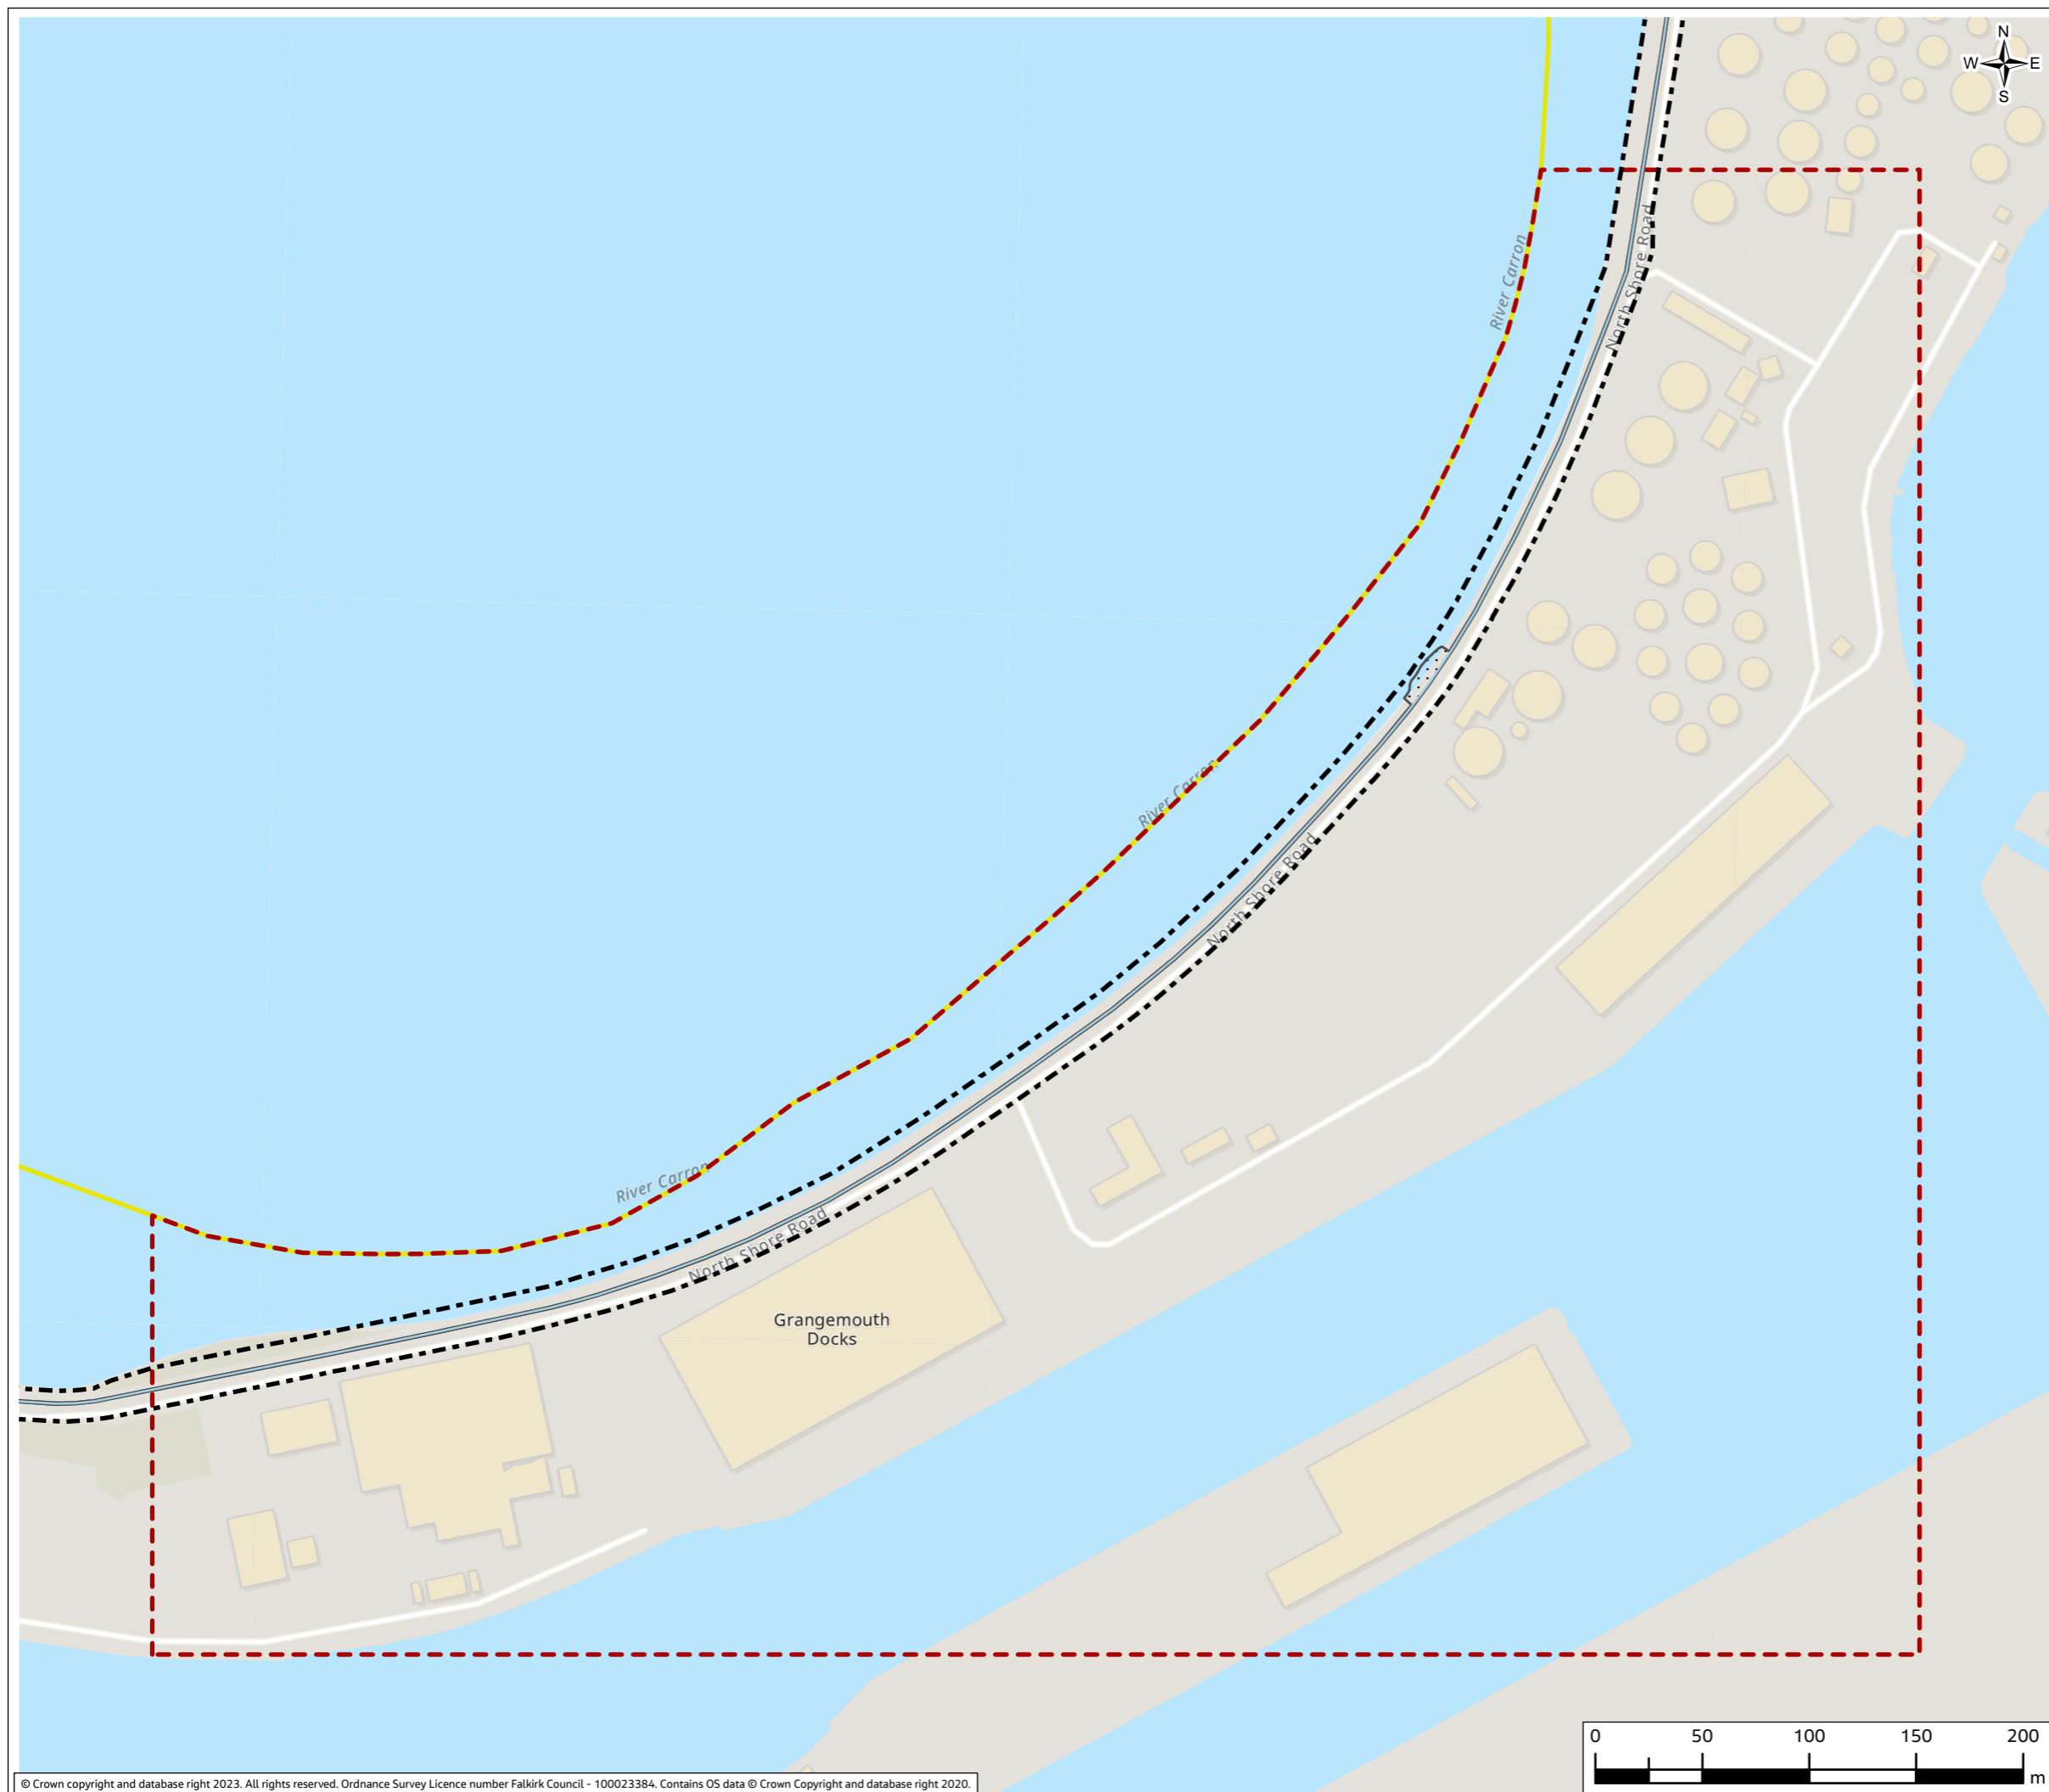 N
W E
S
River Carron
North Shore Road
River Carron
North Shore Road
River Carron
North Shore Road
Grangemouth
Docks
0 50 100 150 200
m
© Crown copyright and database right 2023. All rights reserved. Ordnance Survey Licence number Falkirk Council - 100023384. Contains OS data © Crown Copyright and database right 2020.